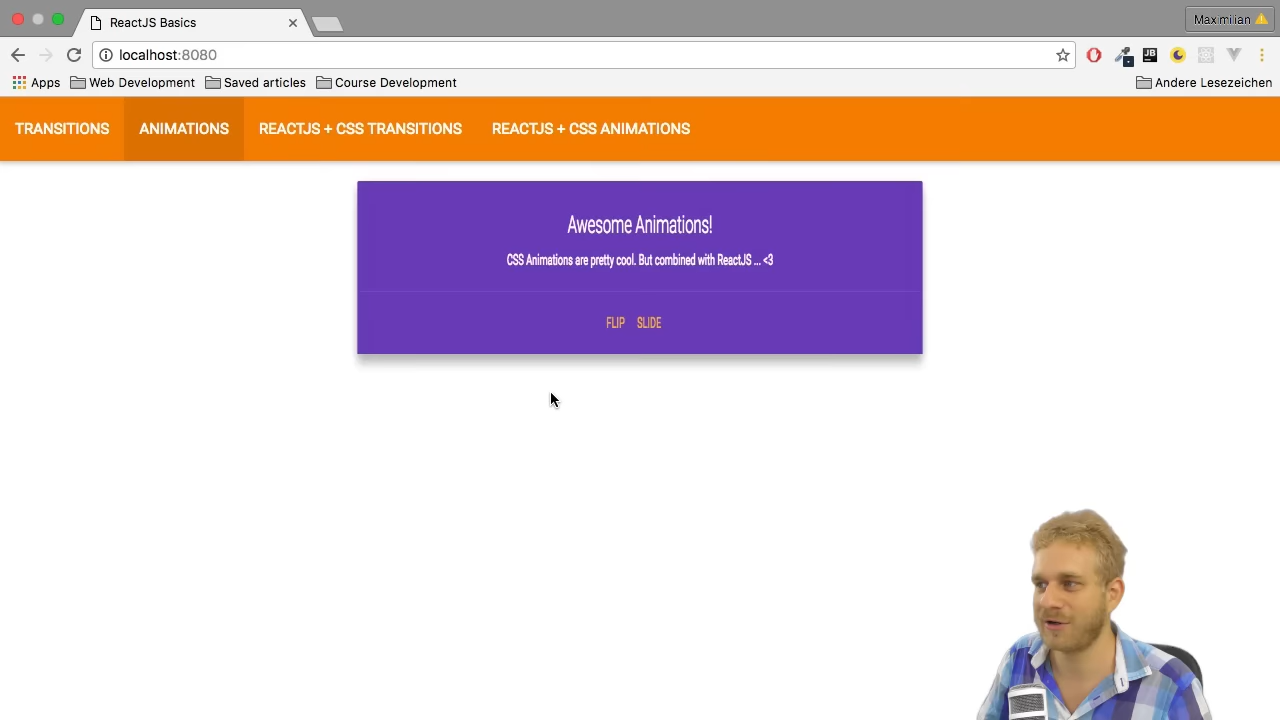 ReactJS Basics
Maximilian
localhost:8080
JB
Apps Web Development Saved articles Course Development Andere Lesezeichen
TRANSITIONS ANIMATIONS REACTJS + CSS TRANSITIONS REACTJS + CSS ANIMATIONS
Awesome Animations!
CSS Animations are pretty cool. But combined with ReactJS ... <3
FLIP SLIDE